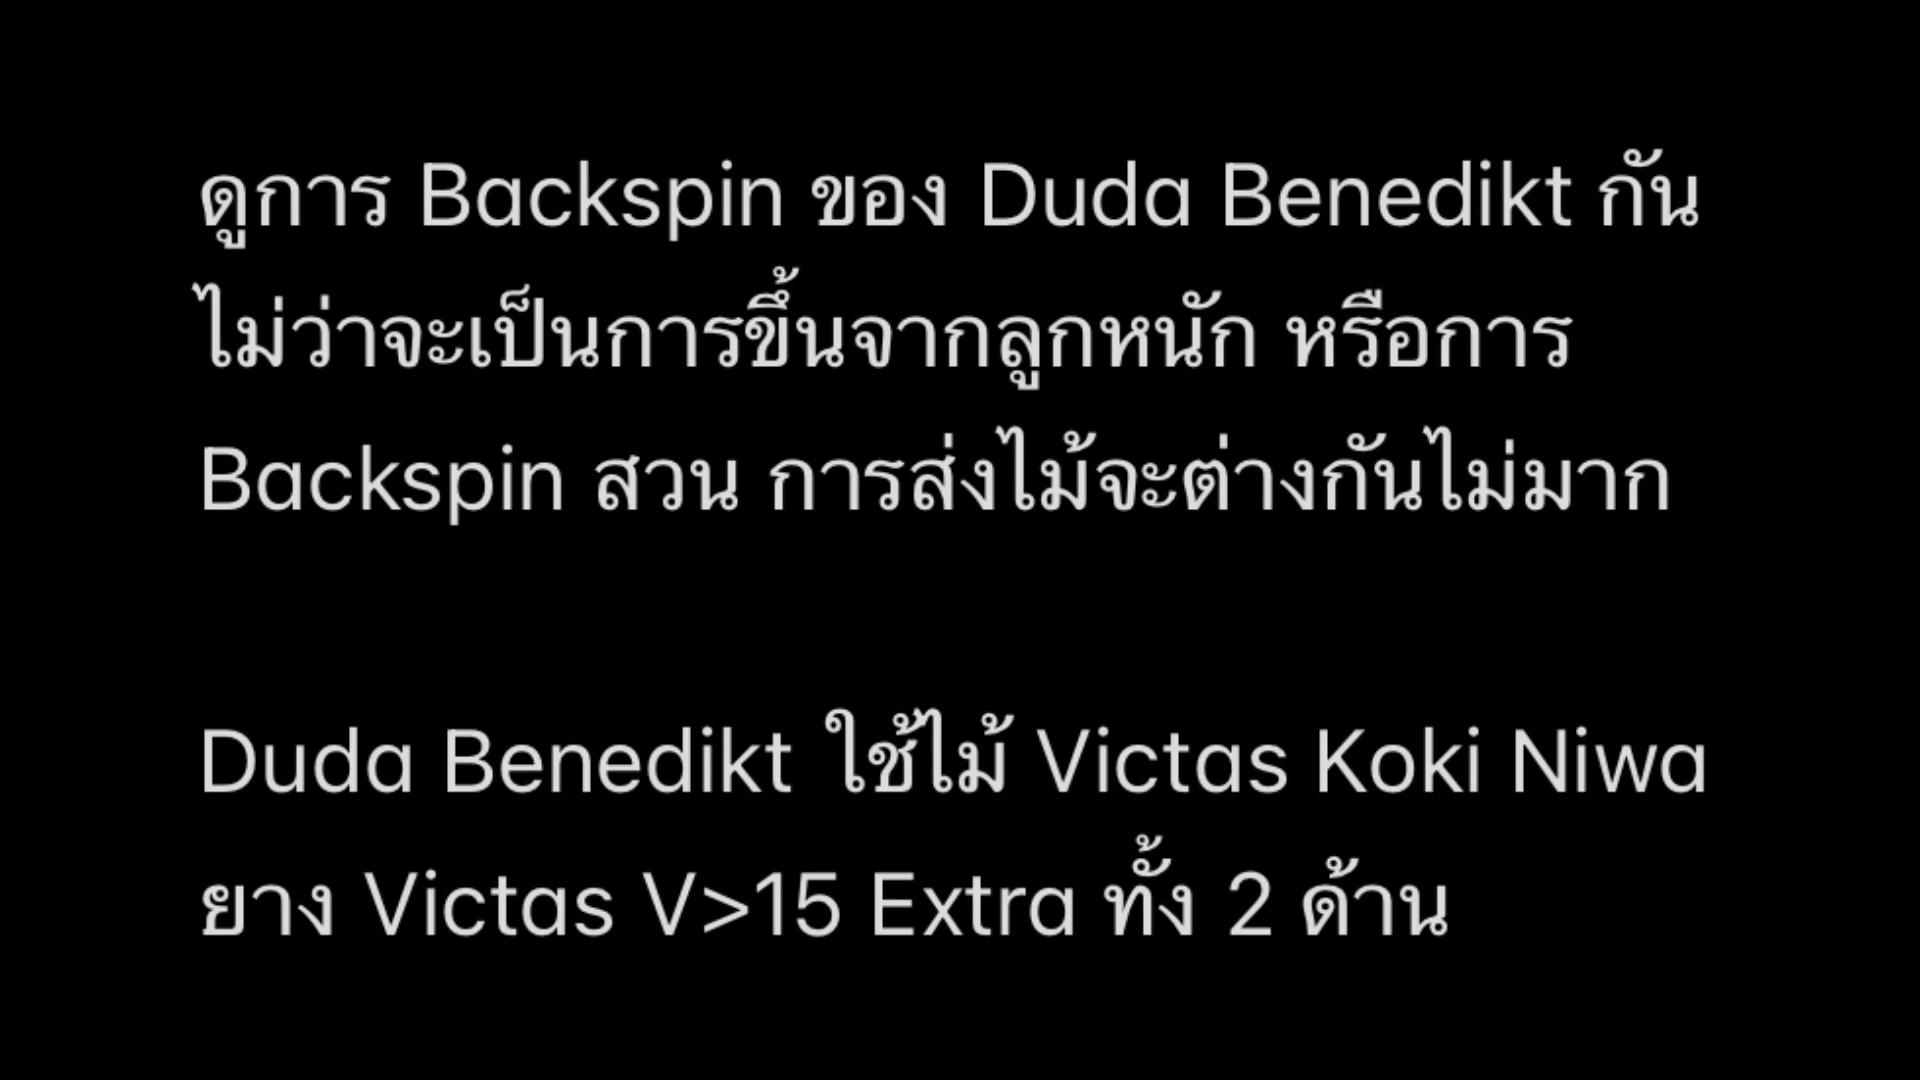 ดูการ Backspin ของ Duda Benedikt กัน
ไม่ว่าจะเป็นการขึ้นจากลูกหนัก หรือการ
Backspin สวน การส่งไม้จะต่างกันไม่มาก
Duda Benedikt ใช้ไม้ Victas Koki Niwa
ยาง Victas V>15 Extra ทั้ง 2 ด้าน